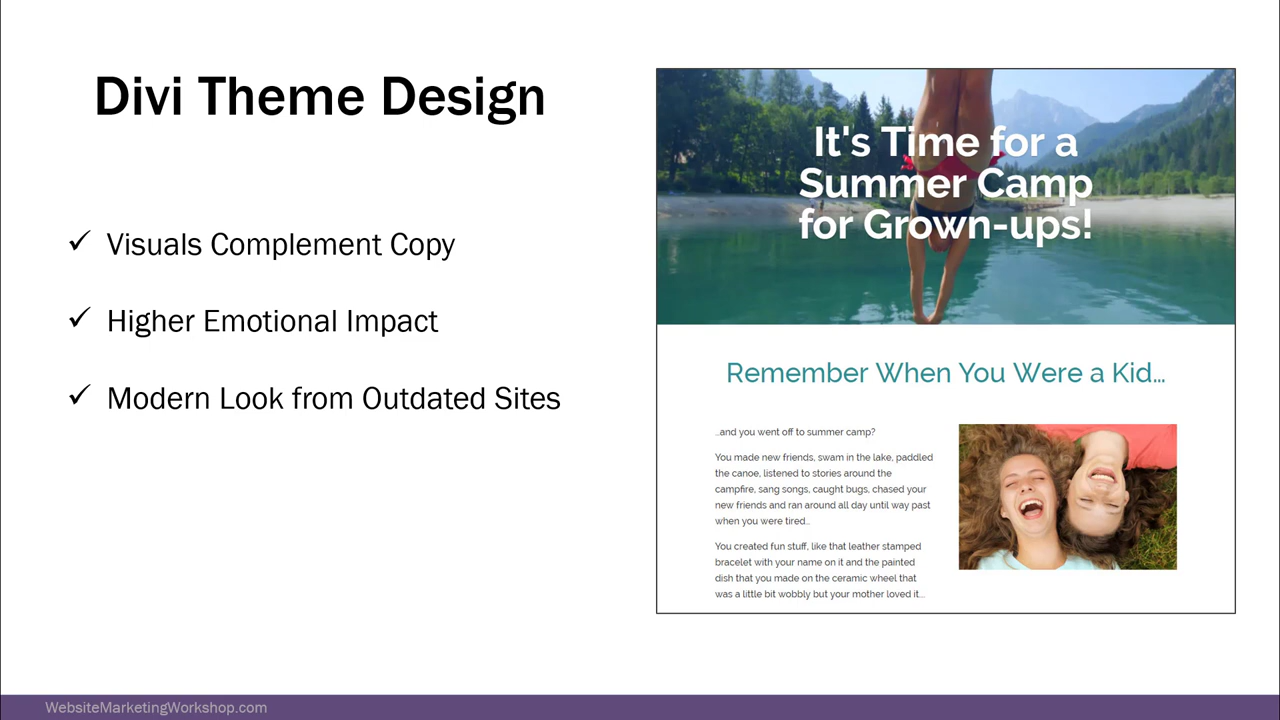 Divi Theme Design
✓ Visuals Complement Copy
✓ Higher Emotional Impact
✓ Modern Look from Outdated Sites
It's Time for a
Summer Camp
for Grown-ups!
Remember When You Were a Kid...
...and you went off to summer camp?
You made new friends, swam in the lake, paddled
the canoe, listened to stories around the
campfire, sang songs, caught bugs, chased your
new friends and ran around all day until way past
when you were tired...
You created fun stuff, like that leather stamped
bracelet with your name on it and the painted
dish that you made on the ceramic wheel that
was a little bit wobbly but your mother loved it....
WebsiteMarketingWorkshop.com